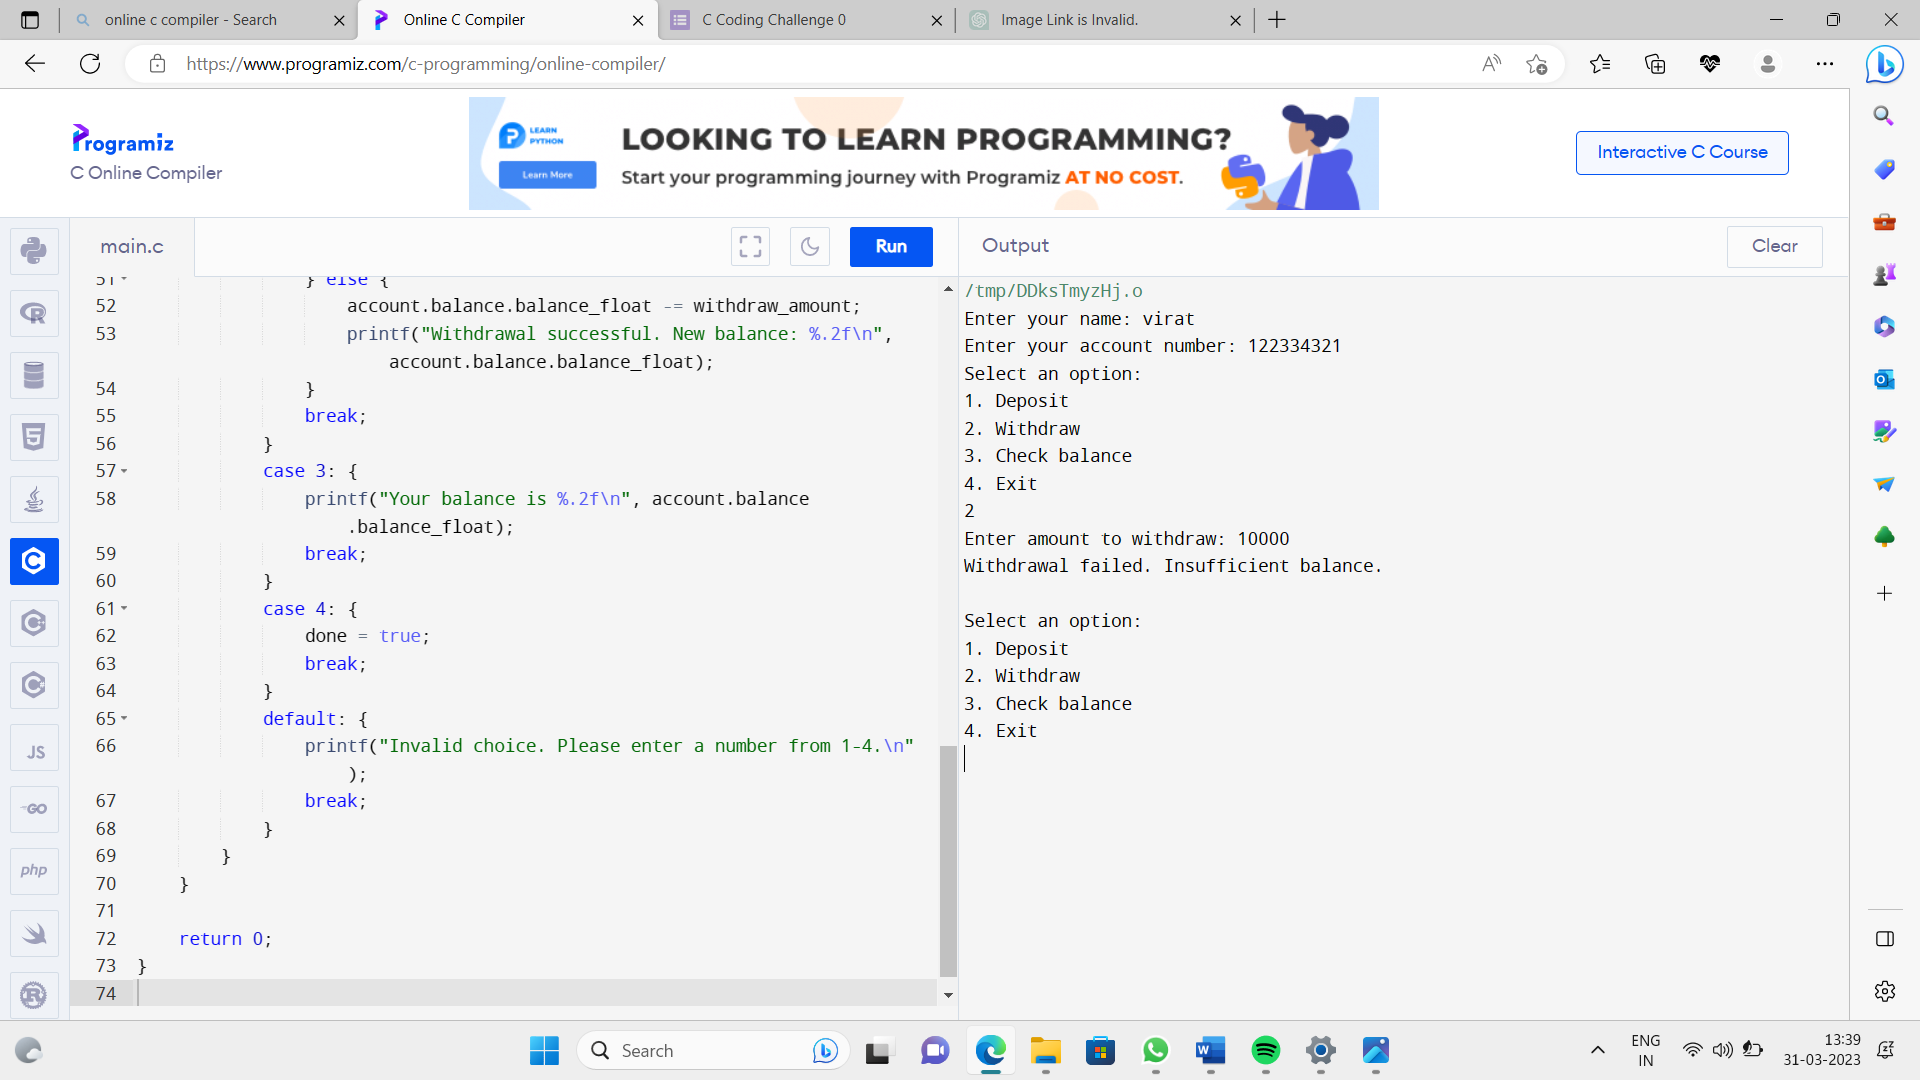 online c compiler - Search
Online C Compiler
C Coding Challenge 0
Image Link is Invalid.
https://www.programiz.com/c-programming/online-compiler/
Programiz
C Online Compiler
LEARN
PYTHON
Learn More
LOOKING TO LEARN PROGRAMMING?
Start your programming journey with Programiz AT NO COST.
Interactive C Course
main.c
Run
Output
Clear
51 } else {
52 account.balance.balance_float -= withdraw_amount;
53 printf("Withdrawal successful. New balance: %.2f\n",
account.balance.balance_float);
54 }
55 break;
56 }
57 case 3: {
58 printf("Your balance is %.2f\n", account.balance
.balance_float);
59 break;
60 }
61 case 4: {
62 done = true;
63 break;
64 }
65 default: {
66 printf("Invalid choice. Please enter a number from 1-4.\n"
);
67 break;
68 }
69 }
70 }
71
72 return 0;
73 }
74
/tmp/DDksTmyzHj.o
Enter your name: virat
Enter your account number: 122334321
Select an option:
1. Deposit
2. Withdraw
3. Check balance
4. Exit
2
Enter amount to withdraw: 10000
Withdrawal failed. Insufficient balance.
Select an option:
1. Deposit
2. Withdraw
3. Check balance
4. Exit
JS
GO
php
Search
ENG
IN
13:39
31-03-2023